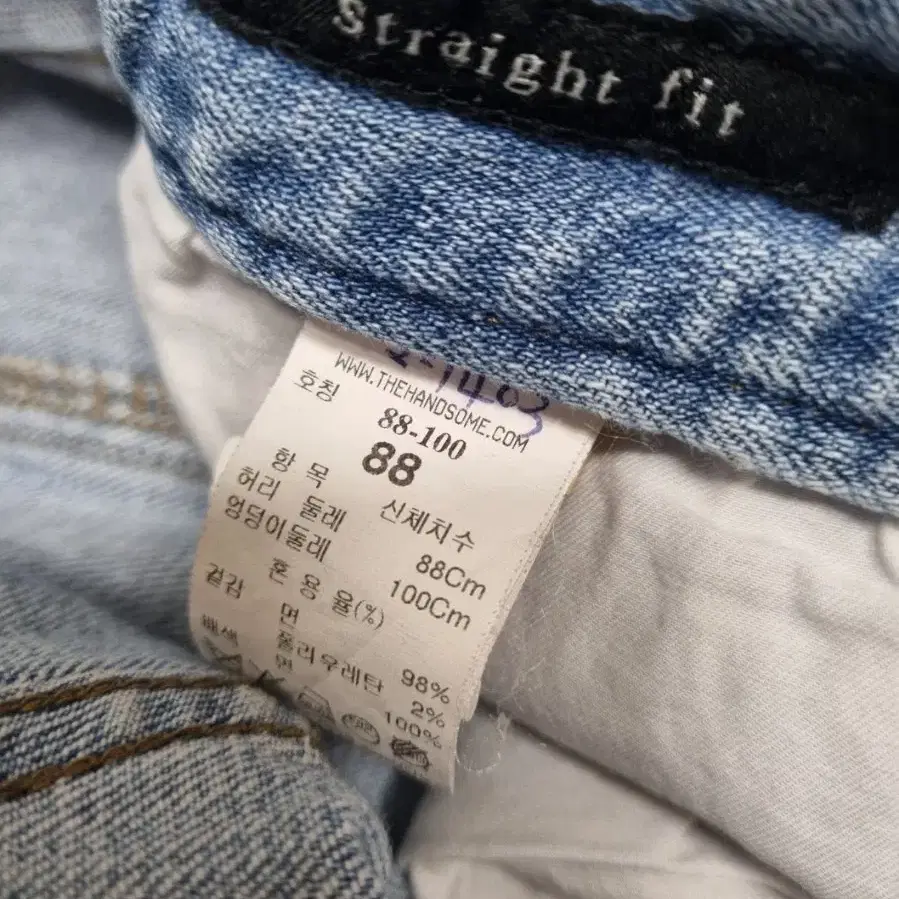 straight fit
WWW.THEHANDSOME.COM
호칭 88-100
88
항 목 신체치수
허리 둘레 88Cm
엉덩이둘레 100Cm
혼 용 율(%)
겉감 면 98%
폴리우레탄 2%
배색 면 100%